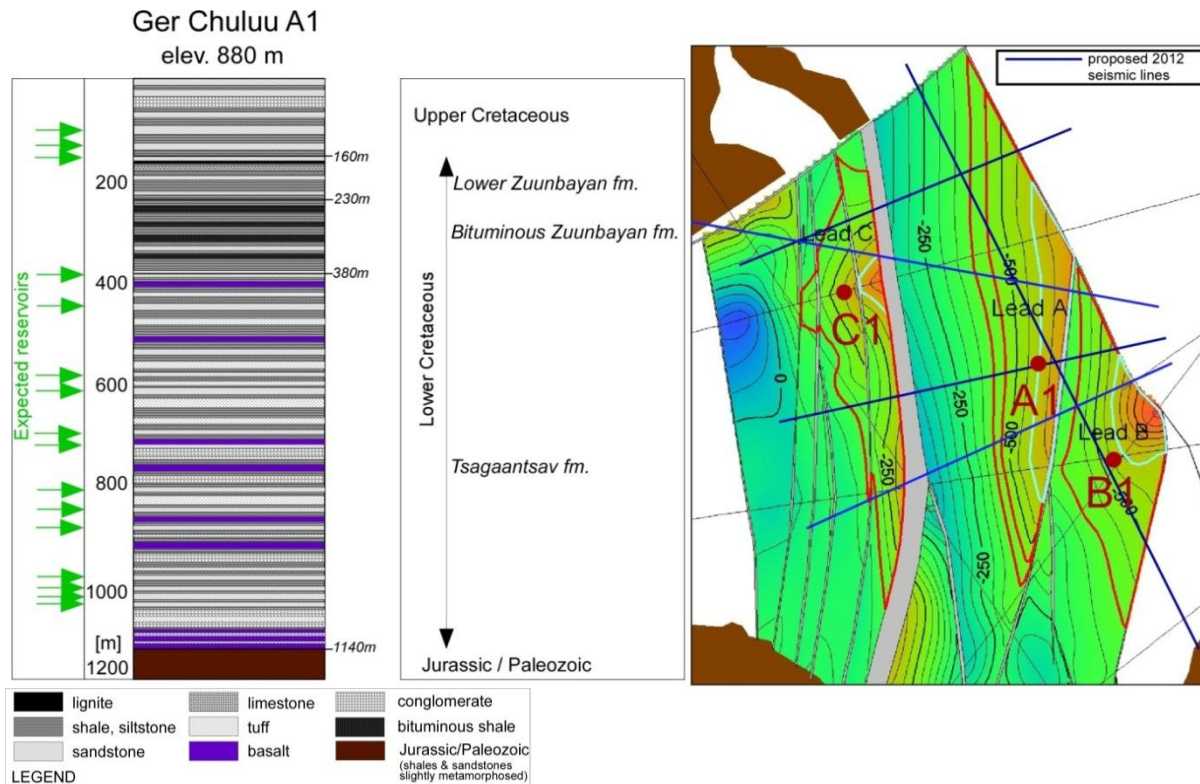 Ger Chuluu A1
elev. 880 m
Expected reservoirs
200
400
600
800
1000
[m]
1200
160m
230m
380m
1140m
Upper Cretaceous
Lower Zuunbayan fm.
Bituminous Zuunbayan fm.
Lower Cretaceous
Tsagaantsav fm.
Jurassic / Paleozoic
proposed 2012
seismic lines
Lead C
C1
Lead A
A1
Lead B
B1
-250
-500
0
-250
-500
-250
-500
-250
lignite
limestone
conglomerate
shale, siltstone
tuff
bituminous shale
sandstone
basalt
Jurassic/Paleozoic
(shales & sandstones
slightly metamorphosed)
LEGEND